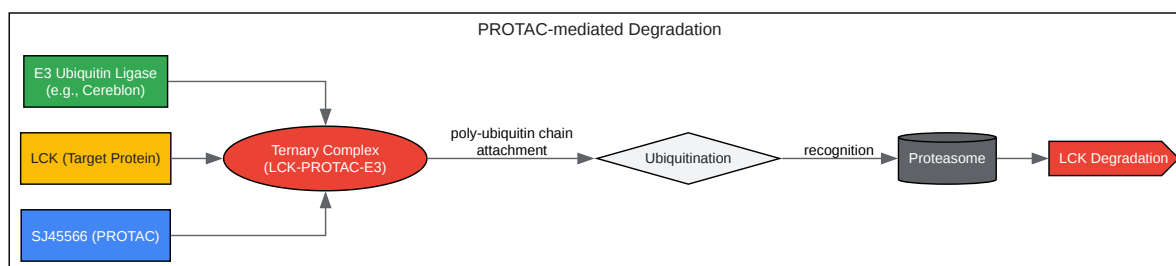 PROTAC-mediated Degradation
E3 Ubiquitin Ligase
(e.g., Cereblon)
LCK (Target Protein)
SJ45566 (PROTAC)
Ternary Complex
(LCK-PROTAC-E3)
poly-ubiquitin chain
attachment
Ubiquitination
recognition
Proteasome
LCK Degradation